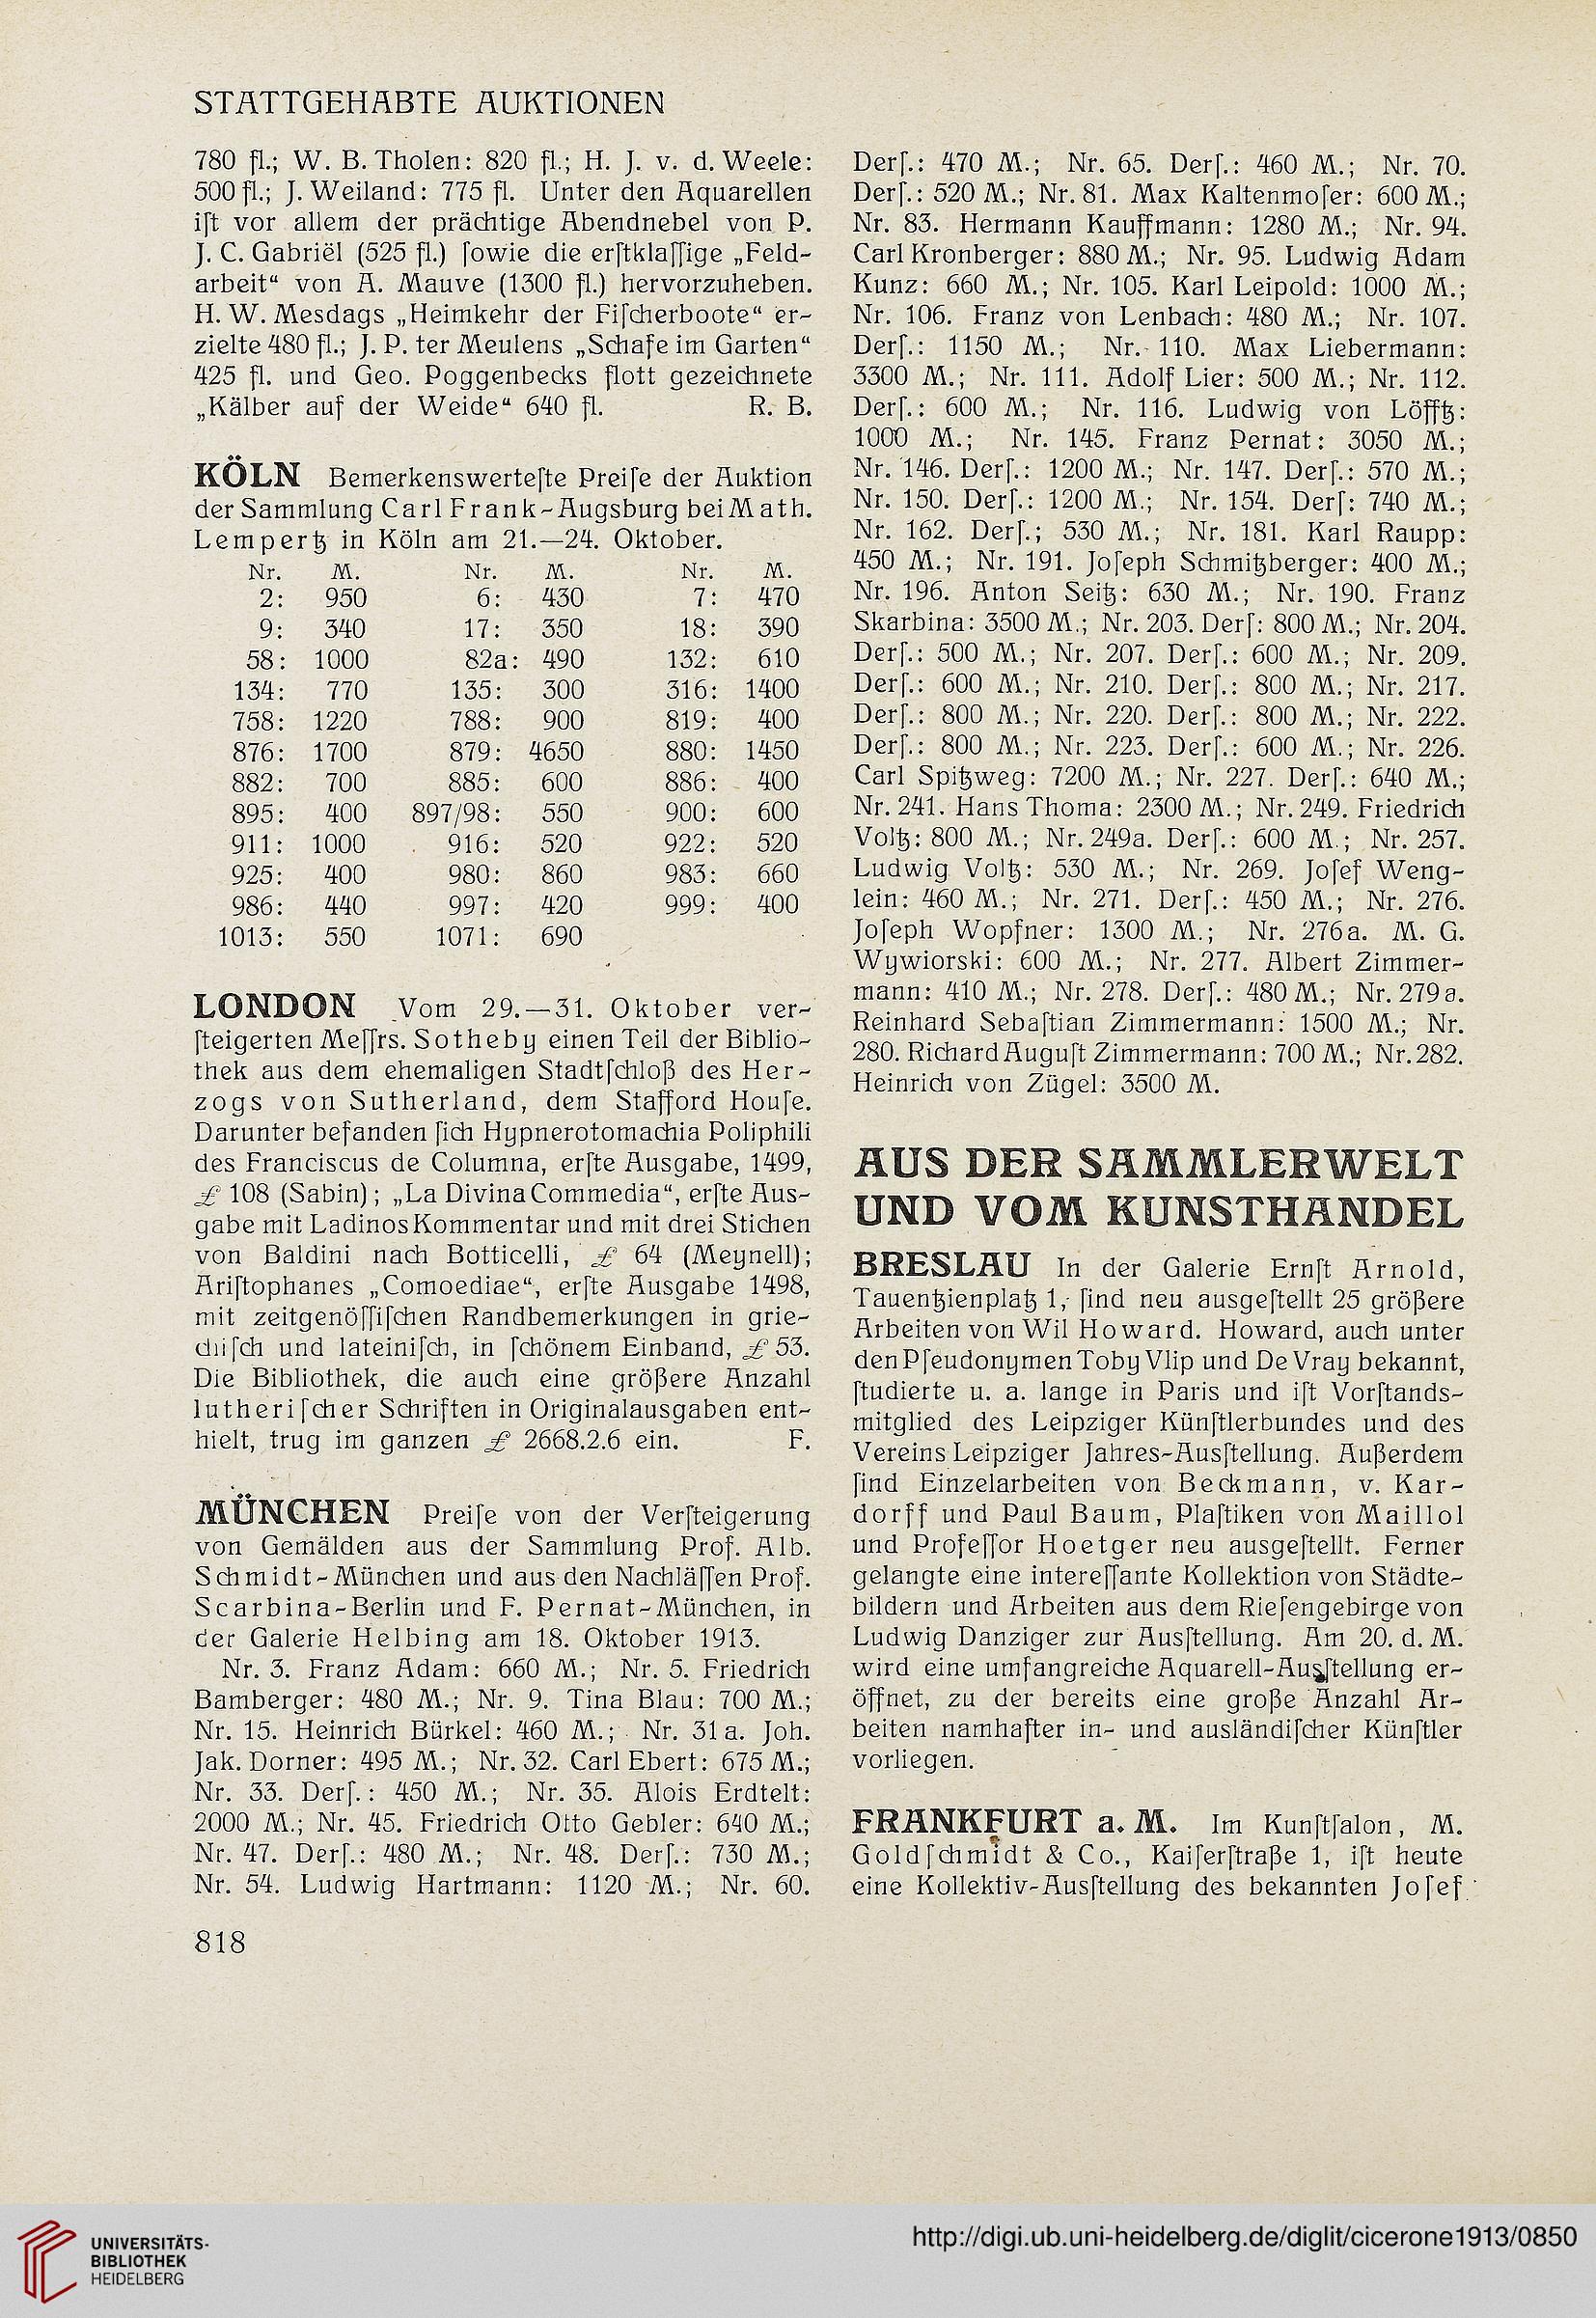 STATTGEHABTE AUKTIONEN
780 fl.; W. B. Tholen: 820 fl.; H. J. v. d. Weele:
500 fl.; J. Weiland: 775 fl. Unter den Aquarellen
iſt vor allem der prächtige Abendnebel von P.
J. C. Gabriël (525 fl.) ſowie die erſtklaſſige „Feld-
arbeit“ von A. Mauve (1300 fl.) hervorzuheben.
H. W. Mesdags „Heimkehr der Fiſcherboote“ er-
zielte 480 fl.; J. P. ter Meulens „Schafe im Garten“
425 fl. und Geo. Poggenbecks flott gezeichnete
„Kälber auf der Weide“ 640 fl. R. B.
KÖLN Bemerkenswerteſte Preiſe der Auktion
der Sammlung Carl Frank-Augsburg bei Math.
Lempertz in Köln am 21.—24. Oktober.
Nr. M. Nr. M. Nr. M.
2: 950 6: 430 7: 470
9: 340 17: 350 18: 390
58: 1000 82a: 490 132: 610
134: 770 135: 300 316: 1400
758: 1220 788: 900 819: 400
876: 1700 879: 4650 880: 1450
882: 700 885: 600 886: 400
895: 400 897/98: 550 900: 600
911: 1000 916: 520 922: 520
925: 400 980: 860 983: 660
986: 440 997: 420 999: 400
1013: 550 1071: 690
LONDON Vom 29.—31. Oktober ver-
ſteigerten Meſſrs. Sotheby einen Teil der Biblio-
thek aus dem ehemaligen Stadtſchloß des Her-
zogs von Sutherland, dem Stafford Houſe.
Darunter befanden ſich Hypnerotomachia Poliphili
des Franciscus de Columna, erſte Ausgabe, 1499,
£ 108 (Sabin); „La Divina Commedia“, erſte Aus-
gabe mit Ladinos Kommentar und mit drei Stichen
von Baldini nach Botticelli, £ 64 (Meynell);
Ariſtophanes „Comoediae“, erſte Ausgabe 1498,
mit zeitgenöſſiſchen Randbemerkungen in grie-
chiſch und lateiniſch, in ſchönem Einband, £ 53.
Die Bibliothek, die auch eine größere Anzahl
lutheriſcher Schriften in Originalausgaben ent-
hielt, trug im ganzen £ 2668.2.6 ein. F.
MÜNCHEN Preiſe von der Verſteigerung
von Gemälden aus der Sammlung Prof. Alb.
Schmidt-München und aus den Nachläſſen Prof.
Scarbina-Berlin und F. Pernat-München, in
der Galerie Helbing am 18. Oktober 1913.
Nr. 3. Franz Adam: 660 M.; Nr. 5. Friedrich
Bamberger: 480 M.; Nr. 9. Tina Blau: 700 M.;
Nr. 15. Heinrich Bürkel: 460 M.; Nr. 31a. Joh.
Jak. Dorner: 495 M.; Nr. 32. Carl Ebert: 675 M.;
Nr. 33. Derſ.: 450 M.; Nr. 35. Alois Erdtelt:
2000 M.; Nr. 45. Friedrich Otto Gebler: 640 M.;
Nr. 47. Derſ.: 480 M.; Nr. 48. Derſ.: 730 M.;
Nr. 54. Ludwig Hartmann: 1120 M.; Nr. 60.
818
Derſ.: 470 M.; Nr. 65. Derſ.: 460 M.; Nr. 70.
Derſ.: 520 M.; Nr. 81. Max Kaltenmoſer: 600 M.;
Nr. 83. Hermann Kauffmann: 1280 M.; Nr. 94.
Carl Kronberger: 880 M.; Nr. 95. Ludwig Adam
Kunz: 660 M.; Nr. 105. Karl Leipold: 1000 M.;
Nr. 106. Franz von Lenbach: 480 M.; Nr. 107.
Derſ.: 1150 M.; Nr. 110. Max Liebermann:
3300 M.; Nr. 111. Adolf Lier: 500 M.; Nr. 112.
Derſ.: 600 M.; Nr. 116. Ludwig von Löfftz:
1000 M.; Nr. 145. Franz Pernat: 3050 M.;
Nr. 146. Derſ.: 1200 M.; Nr. 147. Derſ.: 570 M.;
Nr. 150. Derſ.: 1200 M.; Nr. 154. Derſ: 740 M.;
Nr. 162. Derſ.; 530 M.; Nr. 181. Karl Raupp:
450 M.; Nr. 191. Joſeph Schmitzberger: 400 M.;
Nr. 196. Anton Seitz: 630 M.; Nr. 190. Franz
Skarbina: 3500 M.; Nr. 203. Derſ: 800 M.; Nr. 204.
Derſ.: 500 M.; Nr. 207. Derſ.: 600 M.; Nr. 209.
Derſ.: 600 M.; Nr. 210. Derſ.: 800 M.; Nr. 217.
Derſ.: 800 M.; Nr. 220. Derſ.: 800 M.; Nr. 222.
Derſ.: 800 M.; Nr. 223. Derſ.: 600 M.; Nr. 226.
Carl Spitzweg: 7200 M.; Nr. 227. Derſ.: 640 M.;
Nr. 241. Hans Thoma: 2300 M.; Nr. 249. Friedrich
Voltz: 800 M.; Nr. 249a. Derſ.: 600 M.; Nr. 257.
Ludwig Voltz: 530 M.; Nr. 269. Joſef Weng-
lein: 460 M.; Nr. 271. Derſ.: 450 M.; Nr. 276.
Joſeph Wopfner: 1300 M.; Nr. 276a. M. G.
Wywiorski: 600 M.; Nr. 277. Albert Zimmer-
mann: 410 M.; Nr. 278. Derſ.: 480 M.; Nr. 279a.
Reinhard Sebaſtian Zimmermann: 1500 M.; Nr.
280. Richard Auguſt Zimmermann: 700 M.; Nr. 282.
Heinrich von Zügel: 3500 M.
AUS DER SAMMLERWELT
UND VOM KUNSTHANDEL
BRESLAU In der Galerie Ernſt Arnold,
Tauentzienplatz 1, ſind neu ausgeſtellt 25 größere
Arbeiten von Wil Howard. Howard, auch unter
den Pſeudonymen Toby Vlip und De Vray bekannt,
ſtudierte u. a. lange in Paris und iſt Vorſtands-
mitglied des Leipziger Künſtlerbundes und des
Vereins Leipziger Jahres-Ausſtellung. Außerdem
ſind Einzelarbeiten von Beckmann, v. Kar-
dorff und Paul Baum, Plaſtiken von Maillol
und Profeſſor Hoetger neu ausgeſtellt. Ferner
gelangte eine intereſſante Kollektion von Städte-
bildern und Arbeiten aus dem Rieſengebirge von
Ludwig Danziger zur Ausſtellung. Am 20. d. M.
wird eine umfangreiche Aquarell-Ausſtellung er-
öffnet, zu der bereits eine große Anzahl Ar-
beiten namhafter in- und ausländiſcher Künſtler
vorliegen.
FRANKFURT a. M. Im Kunſtſalon, M.
Goldſchmidt & Co., Kaiſerſtraße 1, iſt heute
eine Kollektiv-Ausſtellung des bekannten Joſef
UNIVERSITÄTS-
BIBLIOTHEK
HEIDELBERG
http://digi.ub.uni-heidelberg.de/diglit/cicerone1913/0850